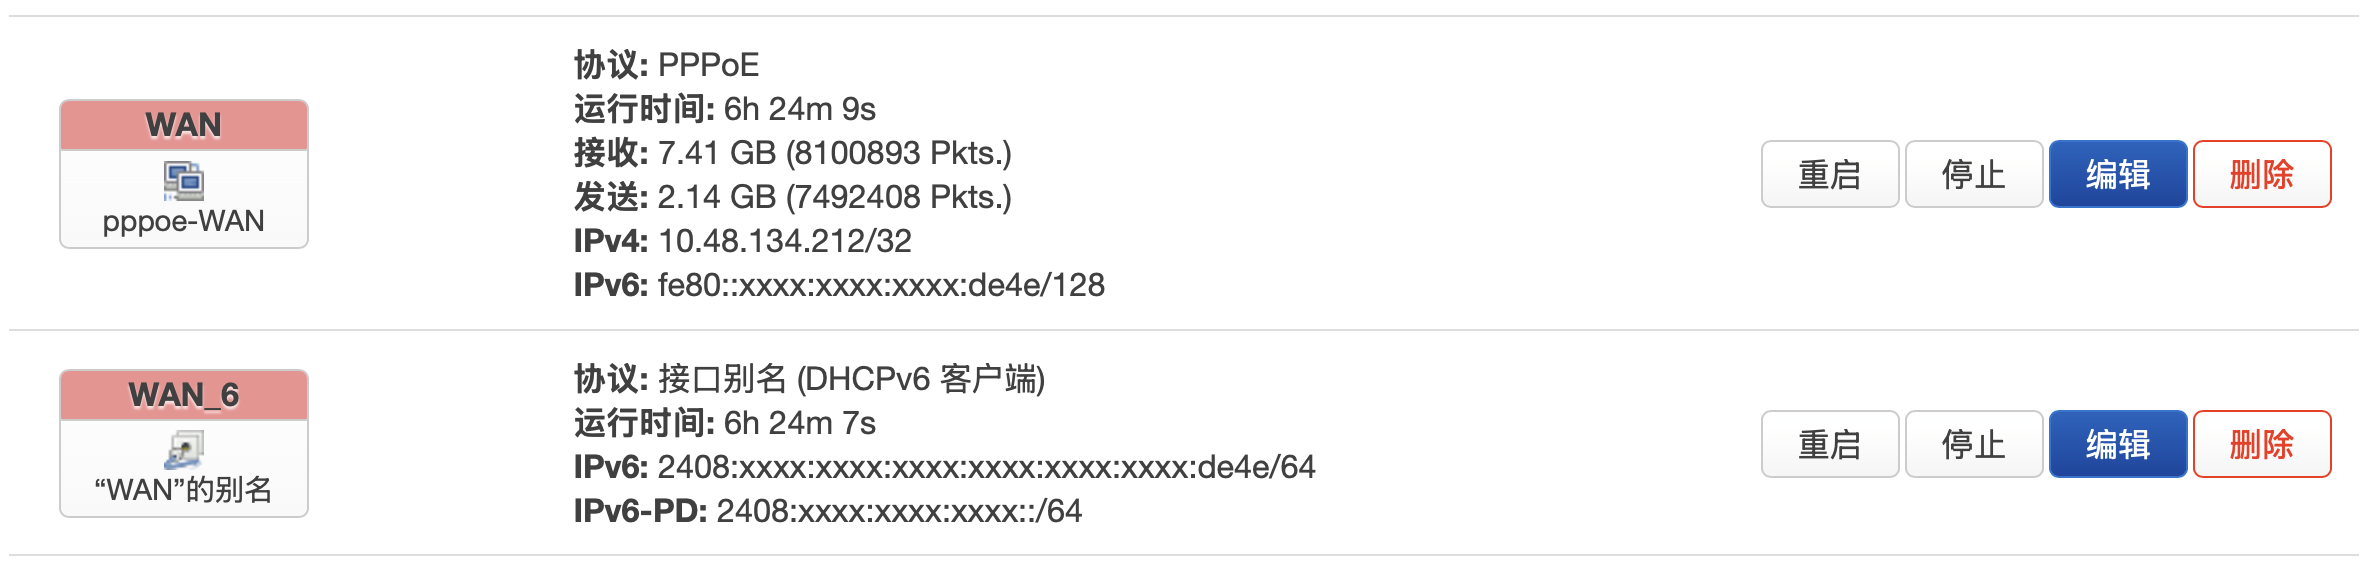 WAN
pppoe-WAN
协议: PPPoE
运行时间: 6h 24m 9s
接收: 7.41 GB (8100893 Pkts.)
发送: 2.14 GB (7492408 Pkts.)
IPv4: 10.48.134.212/32
IPv6: fe80::xxxx:xxxx:xxxx:de4e/128
重启 停止 编辑 删除
WAN_6
“WAN”的别名
协议: 接口别名 (DHCPv6 客户端)
运行时间: 6h 24m 7s
IPv6: 2408:xxxx:xxxx:xxxx:xxxx:xxxx:xxxx:de4e/64
IPv6-PD: 2408:xxxx:xxxx:xxxx::/64
重启 停止 编辑 删除